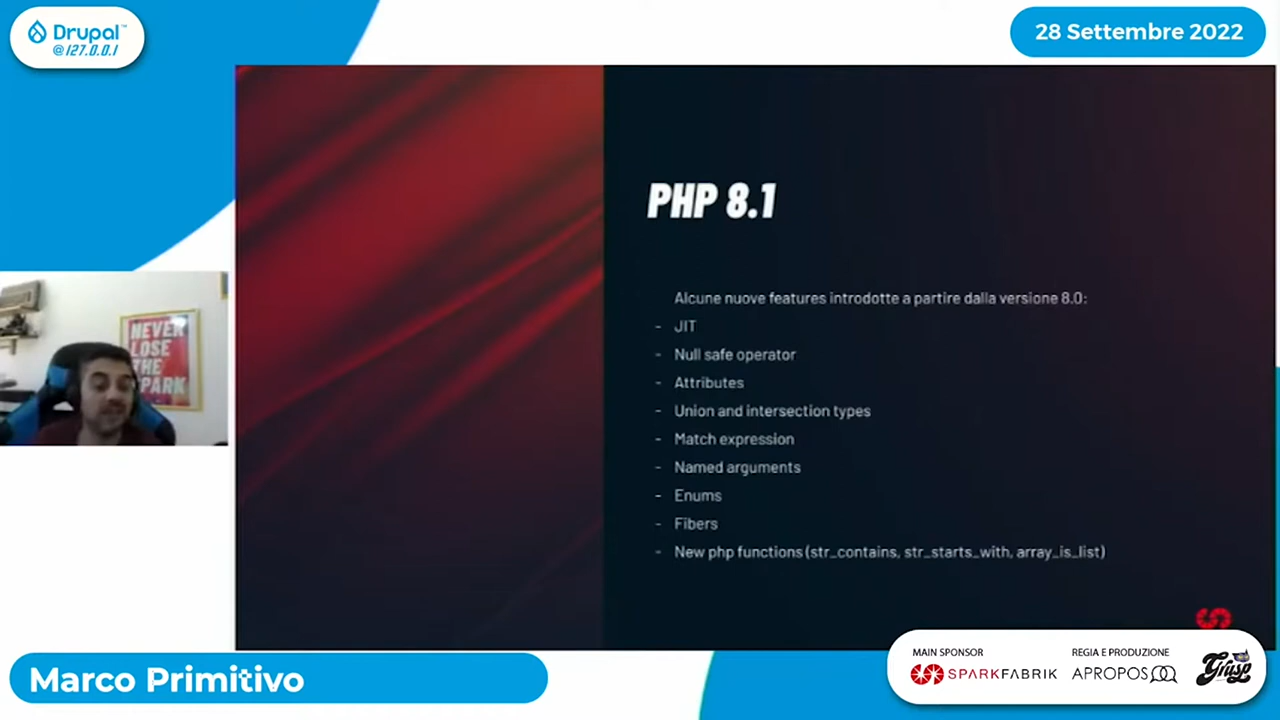 Drupal™
@127.0.0.1
28 Settembre 2022
PHP 8.1
Alcune nuove features introdotte a partire dalla versione 8.0:
- JIT
- Null safe operator
- Attributes
- Union and intersection types
- Match expression
- Named arguments
- Enums
- Fibers
- New php functions (str_contains, str_starts_with, array_is_list)
NEVER
LOSE
THE
SPARK
Marco Primitivo
MAIN SPONSOR
SPARKFABRIK
REGIA E PRODUZIONE
APROPOS
Grasp